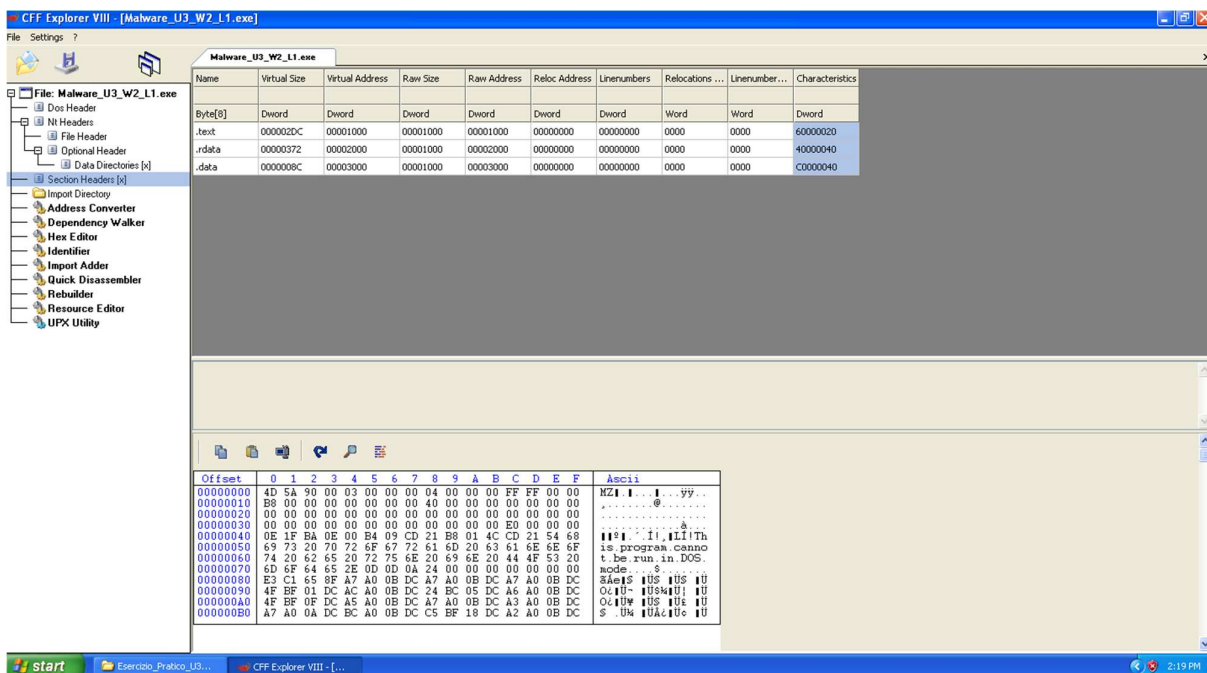 CFF Explorer VIII - [Malware_U3_W2_L1.exe]
File Settings ?
Malware_U3_W2_L1.exe
File: Malware_U3_W2_L1.exe
Dos Header
Nt Headers
File Header
Optional Header
Data Directories [x]
Section Headers [x]
Import Directory
Address Converter
Dependency Walker
Hex Editor
Identifier
Import Adder
Quick Disassembler
Rebuilder
Resource Editor
UPX Utility
Name Virtual Size Virtual Address Raw Size Raw Address Reloc Address Linenumbers Relocations ... Linenumber... Characteristics
Byte[8] Dword Dword Dword Dword Dword Dword Word Word Dword
.text 000002DC 00001000 00001000 00001000 00000000 00000000 0000 0000 60000020
.rdata 00000372 00002000 00001000 00002000 00000000 00000000 0000 0000 40000040
.data 0000008C 00003000 00001000 00003000 00000000 00000000 0000 0000 C0000040
Offset 0 1 2 3 4 5 6 7 8 9 A B C D E F Ascii
00000000 4D 5A 90 00 03 00 00 00 04 00 00 00 FF FF 00 00
00000010 B8 00 00 00 00 00 00 00 40 00 00 00 00 00 00 00 ¸.......@.......
00000020 00 00 00 00 00 00 00 00 00 00 00 00 00 00 00 00 ................
00000030 00 00 00 00 00 00 00 00 00 00 00 00 E0 00 00 00 ............à...
00000040 0E 1F BA 0E 00 B4 09 CD 21 B8 01 4C CD 21 54 68
00000050 69 73 20 70 72 6F 67 72 61 6D 20 63 61 6E 6E 6F is.program.canno
00000060 74 20 62 65 20 72 75 6E 20 69 6E 20 44 4F 53 20 t.be.run.in.DOS.
00000070 6D 6F 64 65 2E 0D 0D 0A 24 00 00 00 00 00 00 00 mode....$.......
00000080 E3 C1 65 8F A7 A0 0B DC A7 A0 0B DC A7 A0 0B DC
00000090 4F BF 01 DC AC A0 0B DC 24 BC 05 DC A6 A0 0B DC
000000A0 4F BF 0F DC A5 A0 0B DC A7 A0 0B DC A3 A0 0B DC
000000B0 A7 A0 0A DC BC A0 0B DC C5 BF 18 DC A2 A0 0B DC
start Esercizio_Pratico_U3... CFF Explorer VIII - [... 2:19 PM